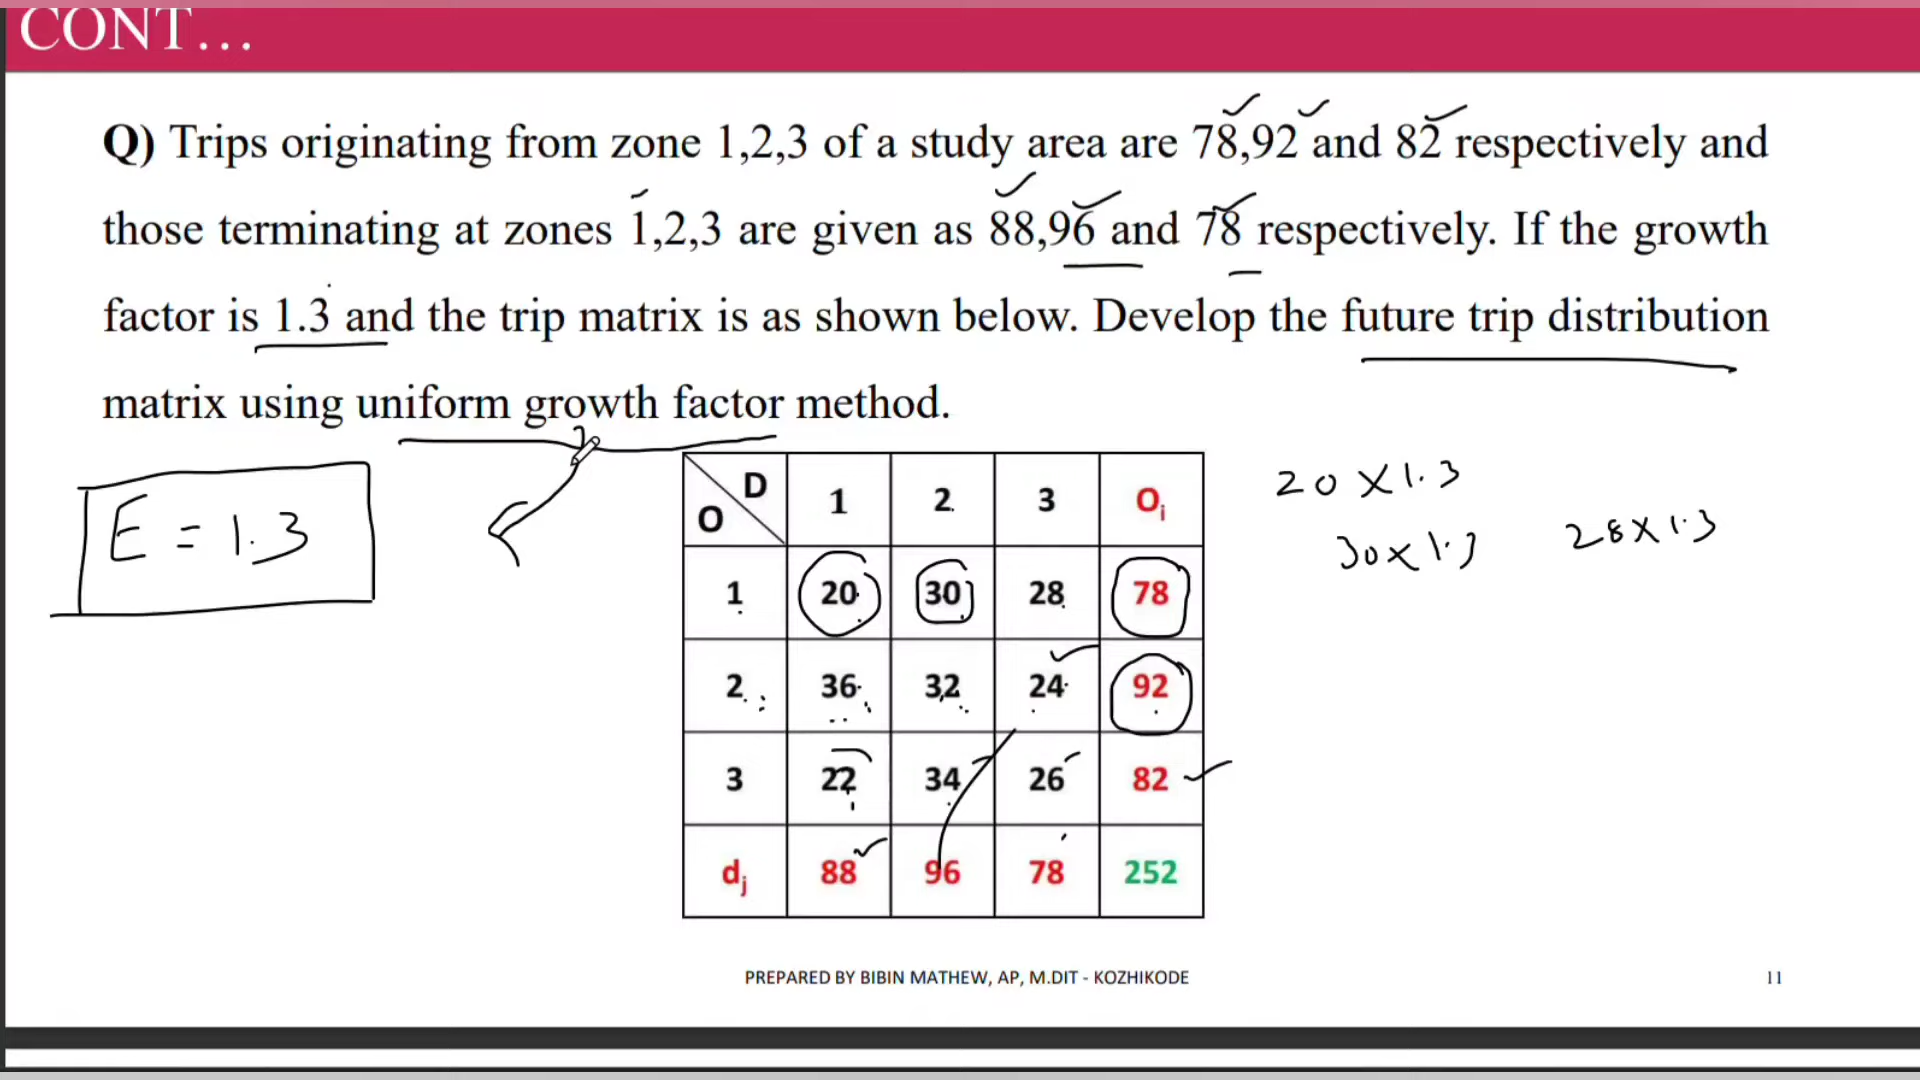 CONT...
Q) Trips originating from zone 1,2,3 of a study area are 78,92 and 82 respectively and
those terminating at zones 1,2,3 are given as 88,96 and 78 respectively. If the growth
factor is 1.3 and the trip matrix is as shown below. Develop the future trip distribution
matrix using uniform growth factor method.
E = 1.3
D
O
1 2 3 Oi
1 20 30 28 78
2 36 32 24 92
3 22 34 26 82
dj 88 96 78 252
20 X 1.3
30 X 1.3
28 X 1.3
PREPARED BY BIBIN MATHEW, AP, M.DIT - KOZHIKODE
11